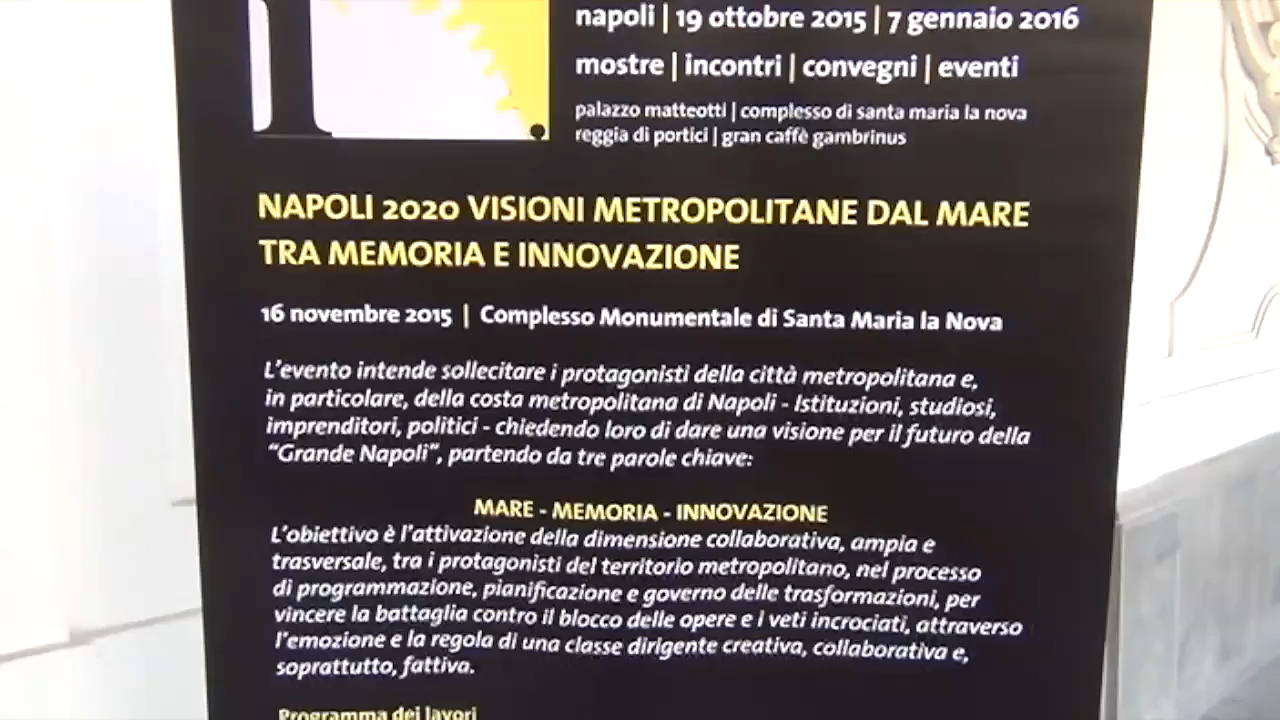 napoli | 19 ottobre 2015 | 7 gennaio 2016
mostre | incontri | convegni | eventi
palazzo matteotti | complesso di santa maria la nova
reggia di portici | gran caffè gambrinus
NAPOLI 2020 VISIONI METROPOLITANE DAL MARE
TRA MEMORIA E INNOVAZIONE
16 novembre 2015 | Complesso Monumentale di Santa Maria la Nova
L'evento intende sollecitare i protagonisti della città metropolitana e,
in particolare, della costa metropolitana di Napoli - Istituzioni, studiosi,
imprenditori, politici - chiedendo loro di dare una visione per il futuro della
"Grande Napoli", partendo da tre parole chiave:
MARE - MEMORIA - INNOVAZIONE
L'obiettivo è l'attivazione della dimensione collaborativa, ampia e
trasversale, tra i protagonisti del territorio metropolitano, nel processo
di programmazione, pianificazione e governo delle trasformazioni, per
vincere la battaglia contro il blocco delle opere e i veti incrociati, attraverso
l'emozione e la regola di una classe dirigente creativa, collaborativa e,
soprattutto, fattiva.
Programma dei lavori